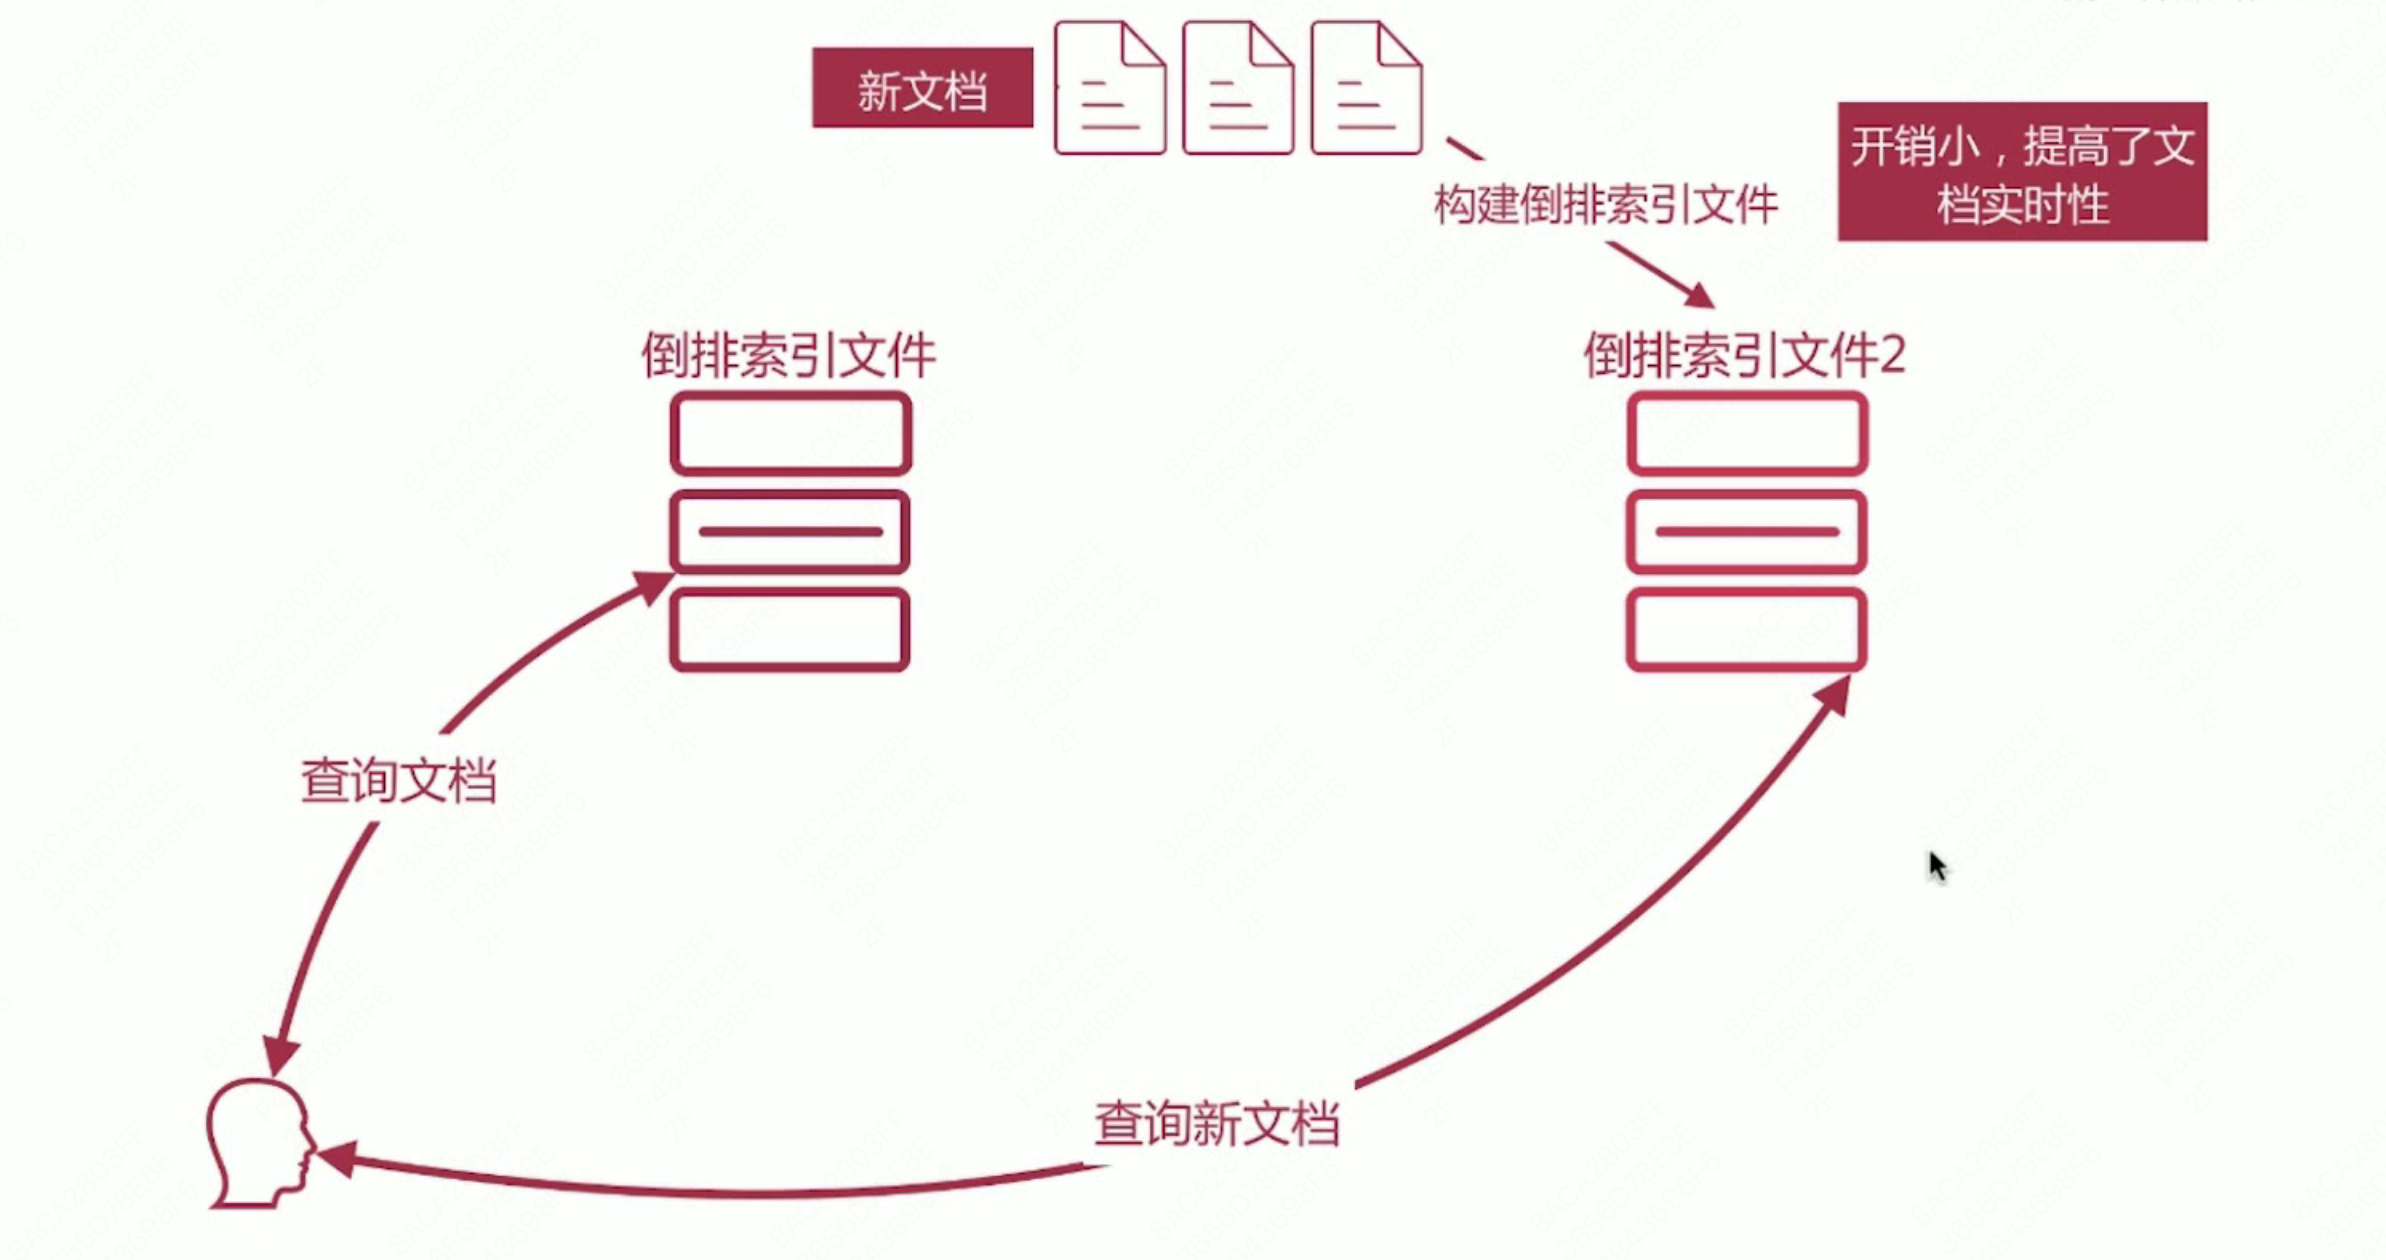 新文档
开销小，提高了文
档实时性
构建倒排索引文件
倒排索引文件
倒排索引文件2
查询文档
查询新文档